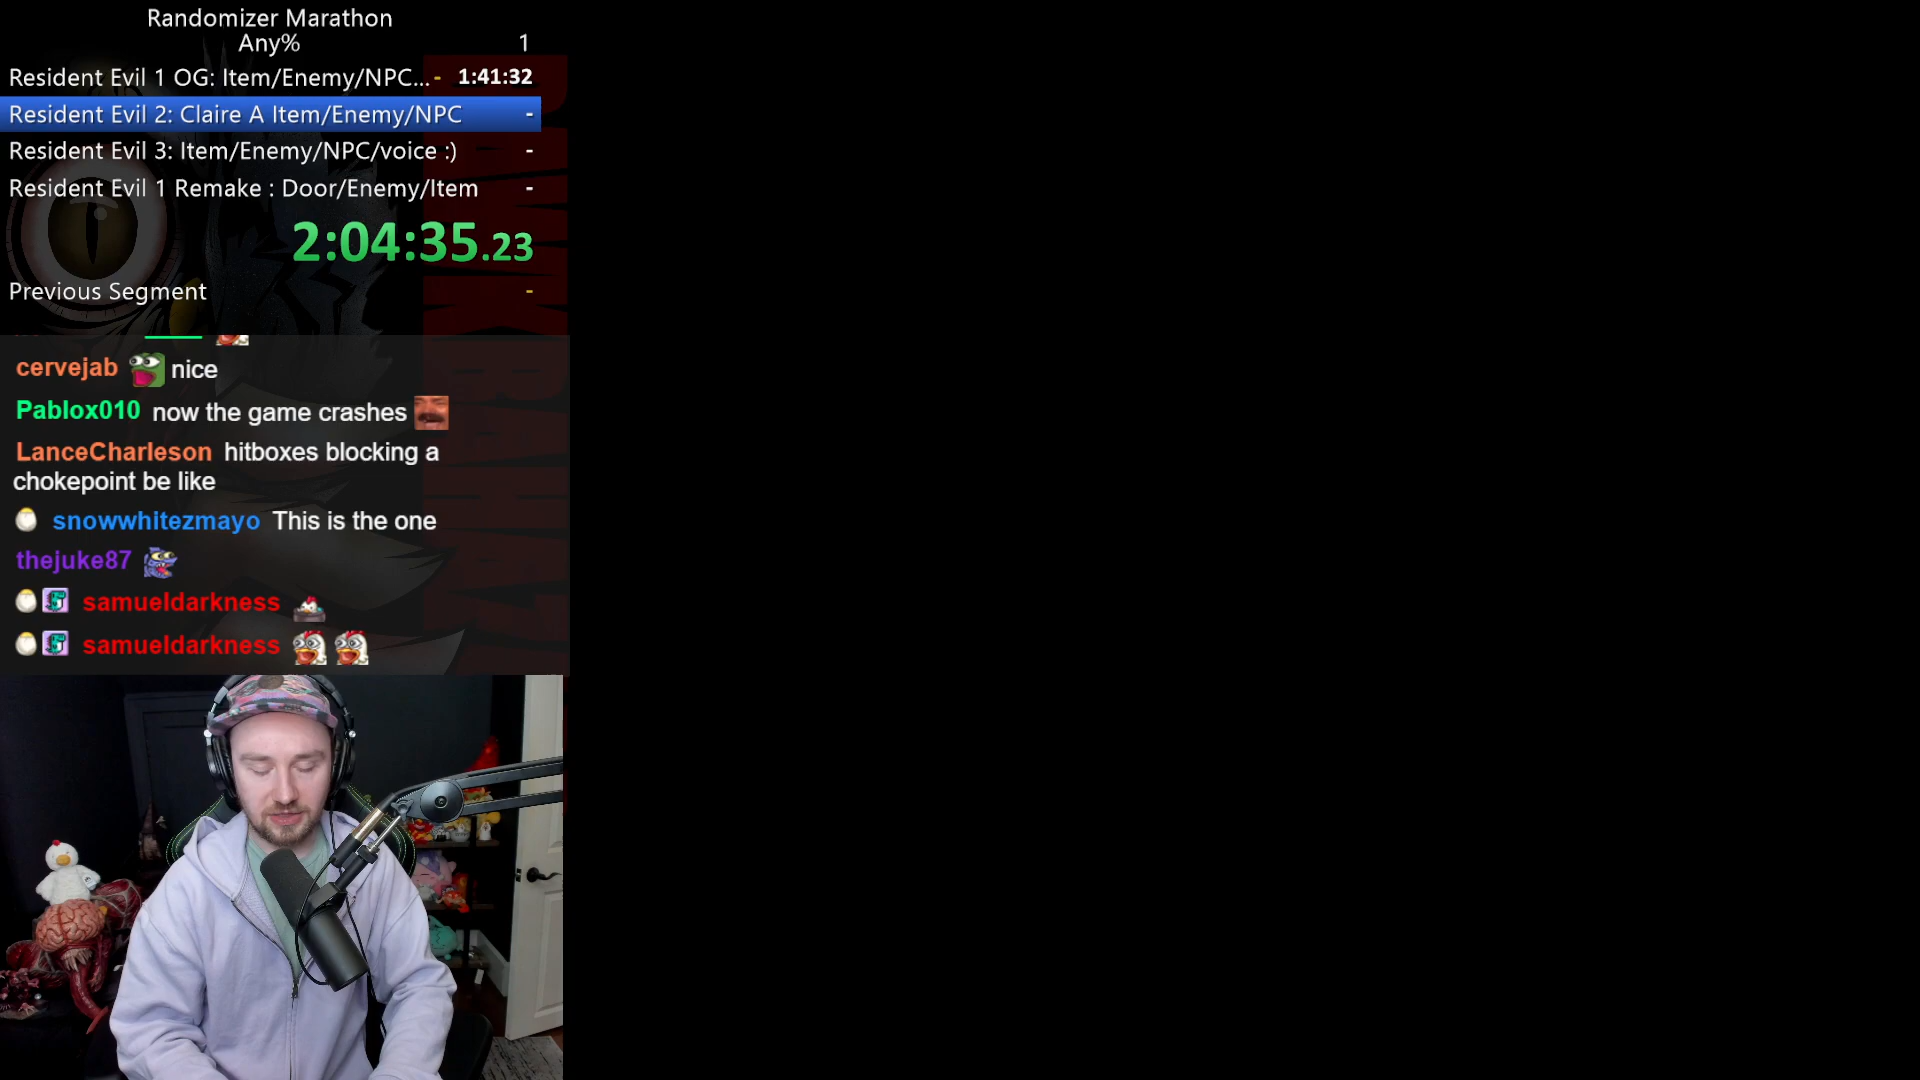 Randomizer Marathon
Any% 1
Resident Evil 1 OG: Item/Enemy/NPC... - 1:41:32
Resident Evil 2: Claire A Item/Enemy/NPC -
Resident Evil 3: Item/Enemy/NPC/voice :) -
Resident Evil 1 Remake : Door/Enemy/Item -
2:04:35.23
Previous Segment -
cervejab nice
Pablox010 now the game crashes
LanceCharleson hitboxes blocking a
chokepoint be like
snowwhitezmayo This is the one
thejuke87
samueldarkness
samueldarkness